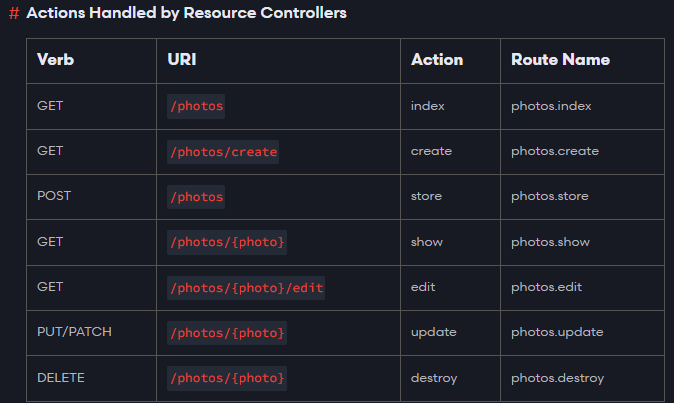 # Actions Handled by Resource Controllers
Verb URI Action Route Name
GET /photos index photos.index
GET /photos/create create photos.create
POST /photos store photos.store
GET /photos/{photo} show photos.show
GET /photos/{photo}/edit edit photos.edit
PUT/PATCH /photos/{photo} update photos.update
DELETE /photos/{photo} destroy photos.destroy